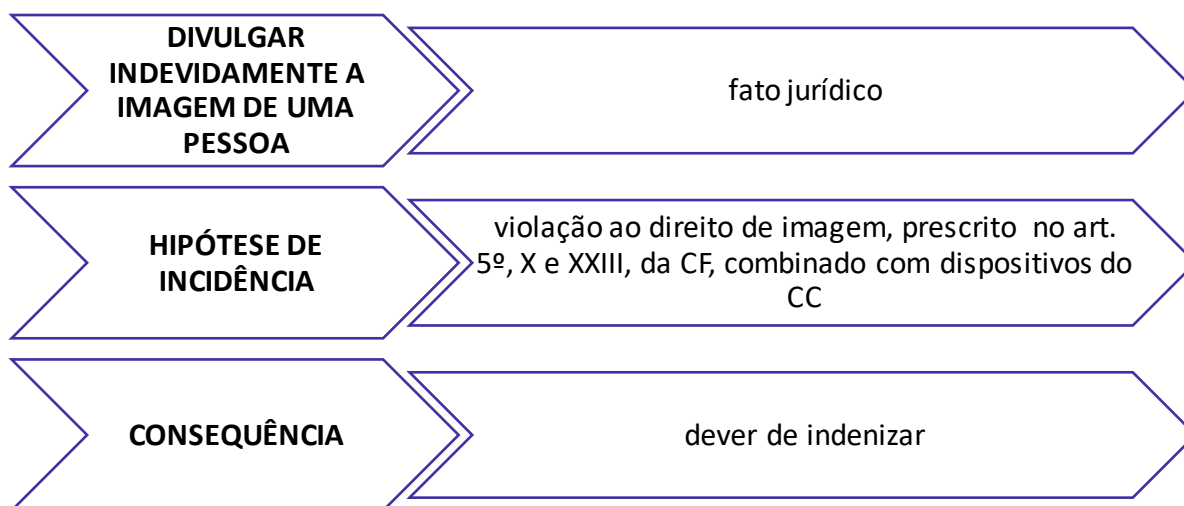 DIVULGAR
INDEVIDAMENTE A
IMAGEM DE UMA
PESSOA
fato jurídico
HIPÓTESE DE
INCIDÊNCIA
violação ao direito de imagem, prescrito no art.
5º, X e XXIII, da CF, combinado com dispositivos do
CC
CONSEQUÊNCIA
dever de indenizar